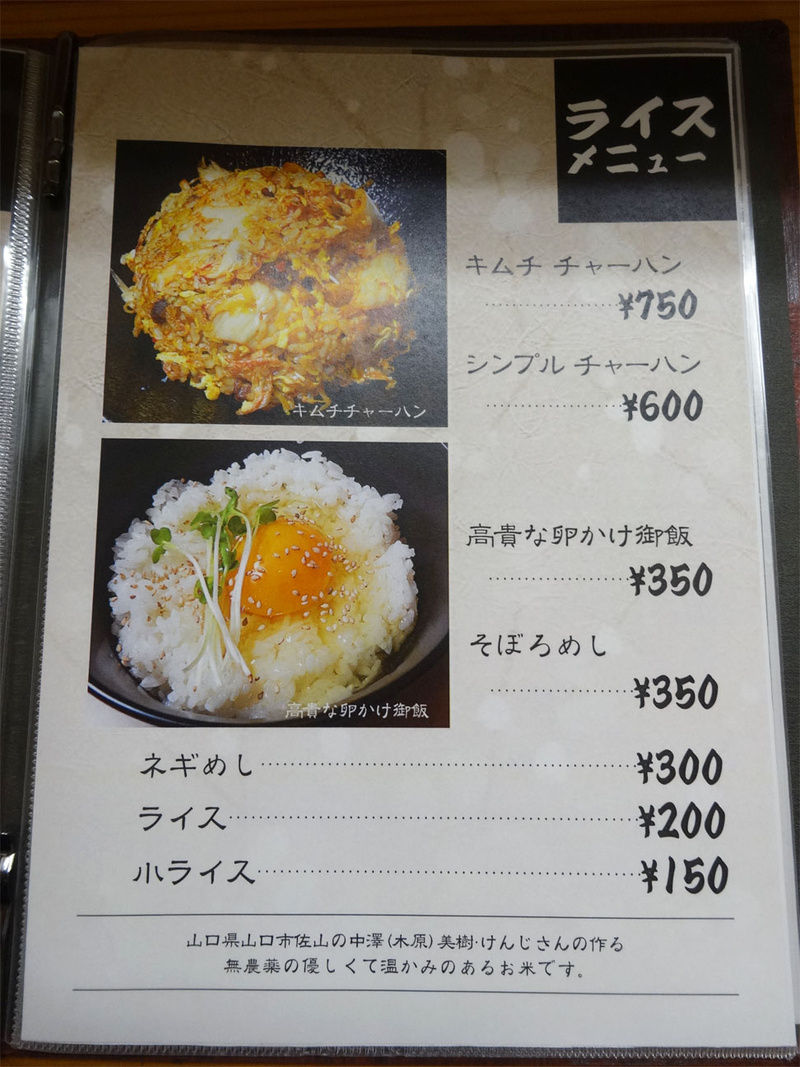 ライス
メニュー
キムチ チャーハン
¥750
シンプル チャーハン
¥600
キムチチャーハン
高貴な卵かけ御飯
¥350
そぼろめし
¥350
高貴な卵かけ御飯
ネギめし ¥300
ライス ¥200
小ライス ¥150
山口県山口市佐山の中澤(木原)美樹・けんじさんの作る
無農薬の優しくて温かみのあるお米です。